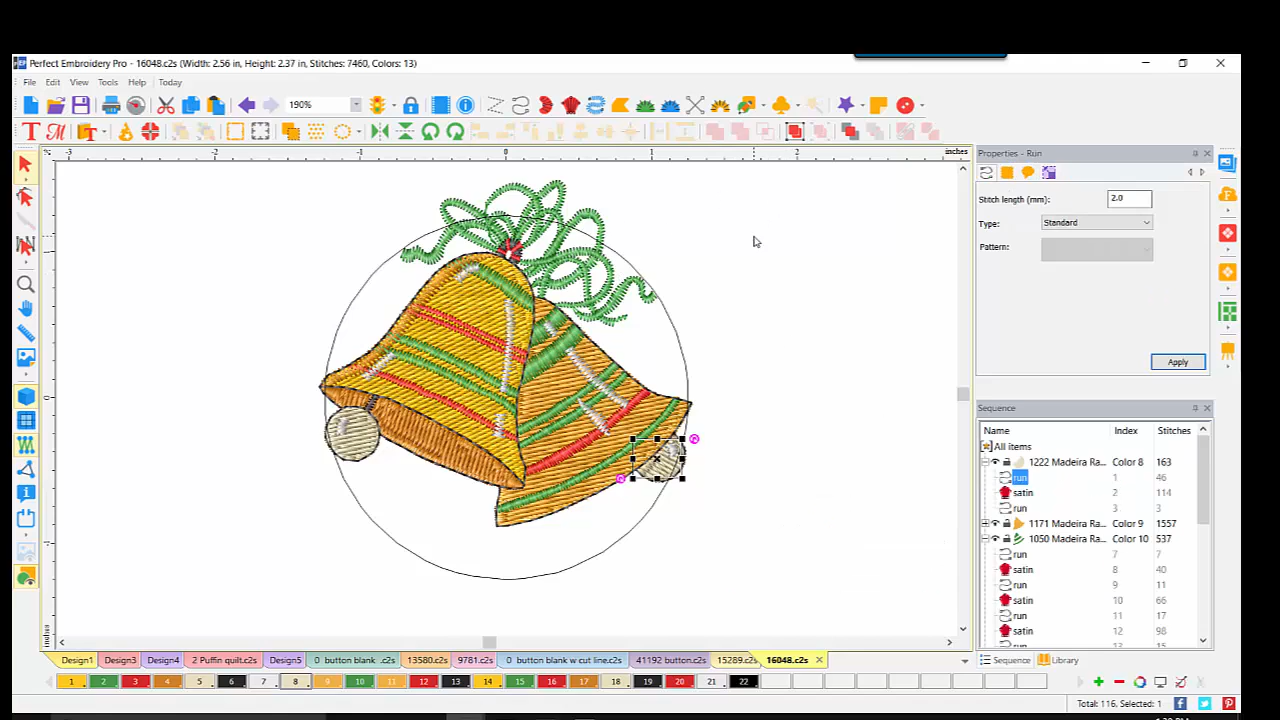 Perfect Embroidery Pro - 16048.c2s (Width: 2.56 in, Height: 2.37 in, Stitches: 7460, Colors: 13)
File Edit View Tools Help Today
190%
-3 -2 -1 0 1 2 inches
Properties - Run
Stitch length (mm): 2.0
Type: Standard
Pattern:
Apply
Sequence
Name Index Stitches
All items
1222 Madeira Ra... Color 8 163
run 1 46
satin 2 114
run 3 3
1171 Madeira Ra... Color 9 1557
1050 Madeira Ra... Color 10 537
run 7 7
satin 8 40
run 9 11
satin 10 66
run 11 17
satin 12 98
run 13 15
Sequence Library
Design1 Design3 Design4 2 Puffin quilt.c2s Design5 0 button blank .c2s 13580.c2s 9781.c2s 0 button blank w cut line.c2s 41192 button.c2s 15289.c2s 16048.c2s
1 2 3 4 5 6 7 8 9 10 11 12 13 14 15 16 17 18 19 20 21 22
Total: 116, Selected: 1